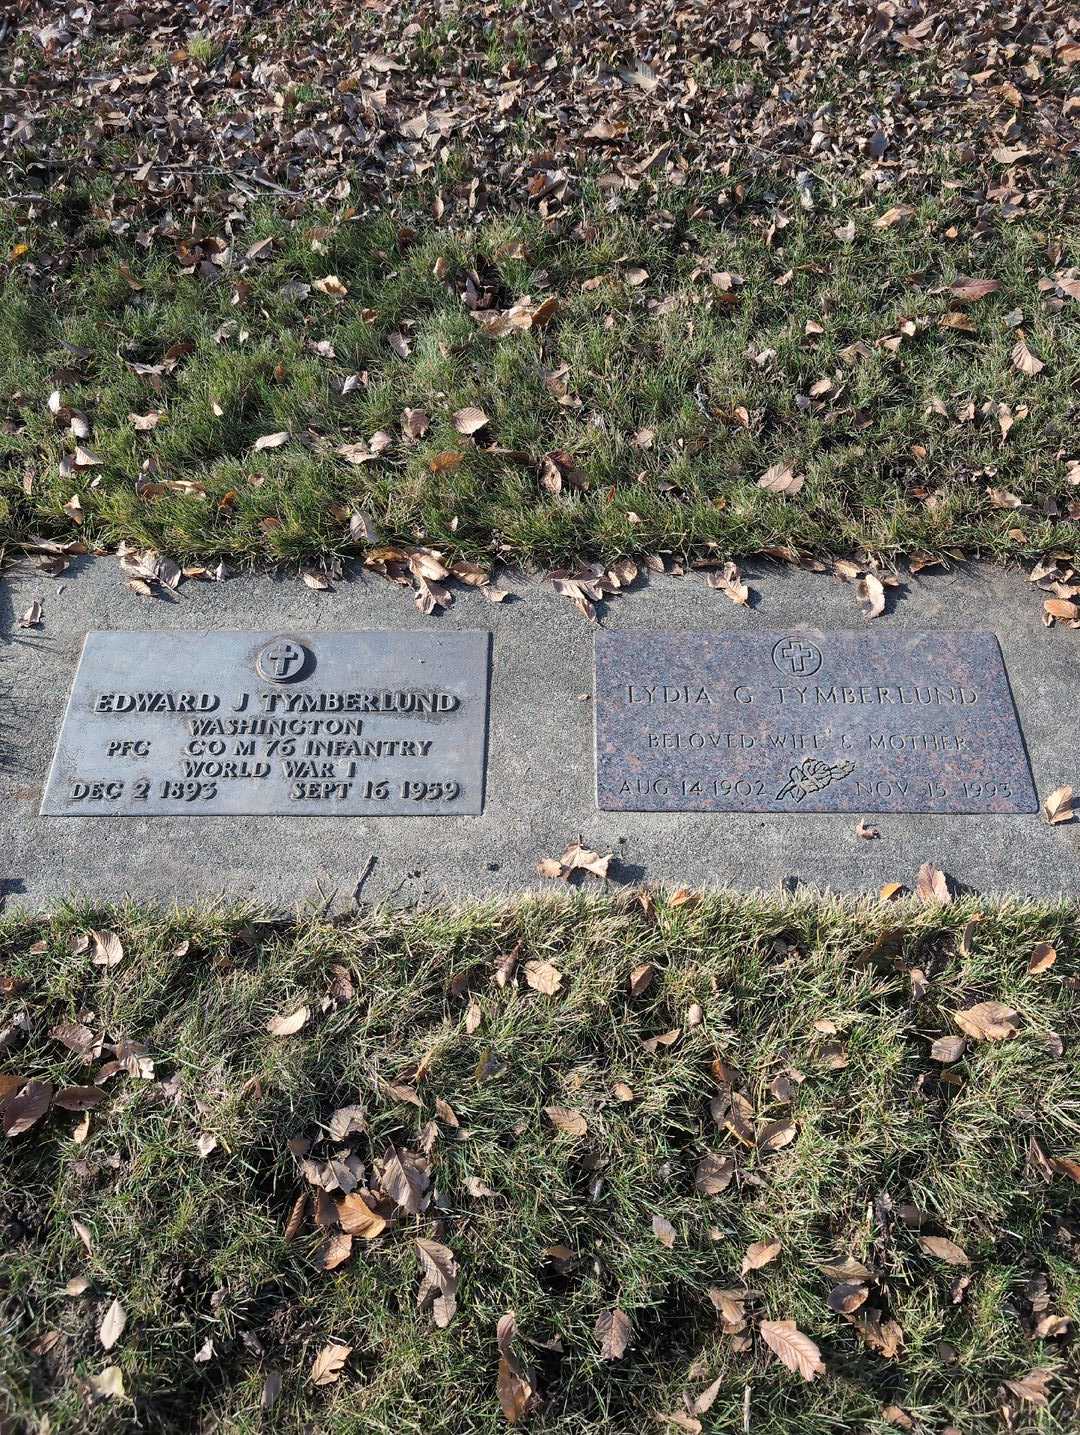 EDWARD J TYMBERLUND
WASHINGTON
PFC CO M 76 INFANTRY
WORLD WAR I
DEC 2 1893 SEPT 16 1959
LYDIA G TYMBERLUND
BELOVED WIFE & MOTHER
AUG 14 1902 NOV 15 1993